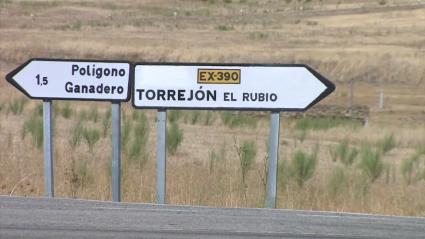 1,5
Polígono
Ganadero
EX-390
TORREJÓN EL RUBIO